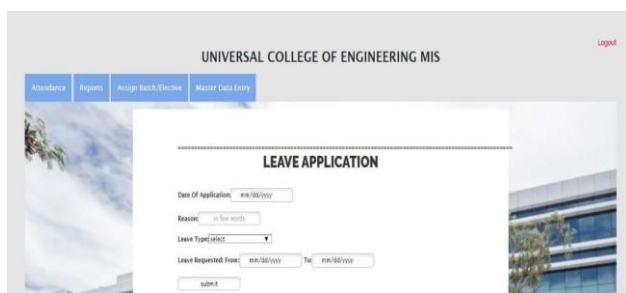 Logout
UNIVERSAL COLLEGE OF ENGINEERING MIS
Attendance Reports Assign Batch/Elective Master Data Entry
LEAVE APPLICATION
Date Of Application: mm/dd/yyyy
Reason: in few words
Leave Type: select
Leave Requested: From: mm/dd/yyyy To: mm/dd/yyyy
submit